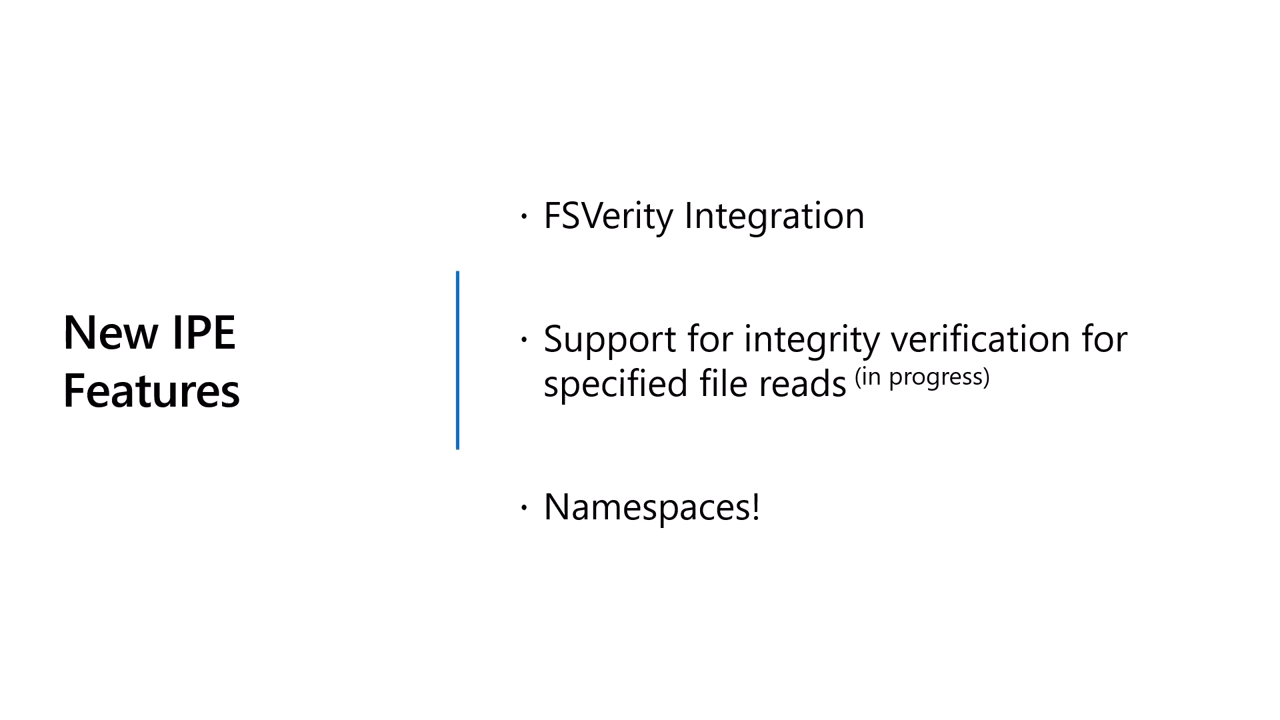 New IPE
Features
· FSVerity Integration
· Support for integrity verification for
specified file reads (in progress)
· Namespaces!